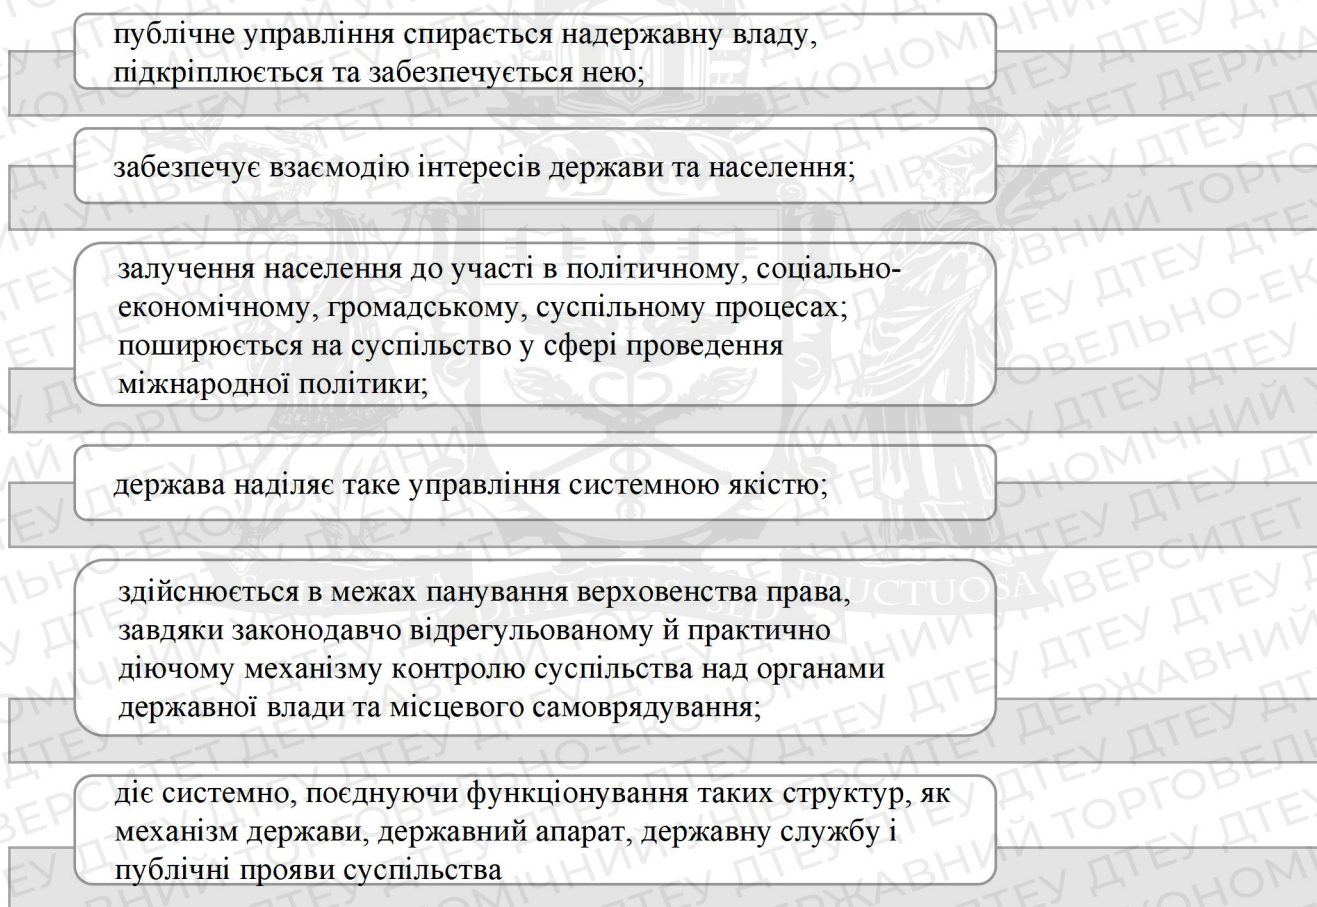 публічне управління спирається надержавну владу,
підкріплюється та забезпечується нею;
забезпечує взаємодію інтересів держави та населення;
залучення населення до участі в політичному, соціально-
економічному, громадському, суспільному процесах;
поширюється на суспільство у сфері проведення
міжнародної політики;
держава наділяє таке управління системною якістю;
здійснюється в межах панування верховенства права,
завдяки законодавчо відрегульованому й практично
діючому механізму контролю суспільства над органами
державної влади та місцевого самоврядування;
діє системно, поєднуючи функціонування таких структур, як
механізм держави, державний апарат, державну службу і
публічні прояви суспільства